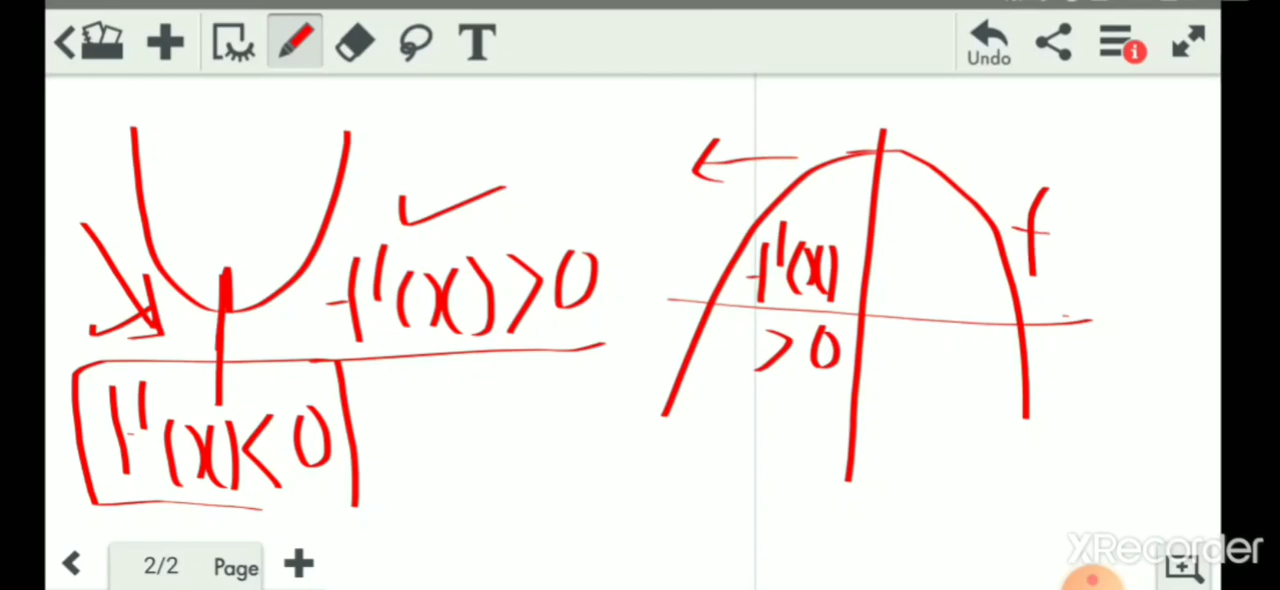 T
Undo
i
f'(x)>0
f'(x)<0
f'(x)
>0
f
2/2 Page
XRecorder